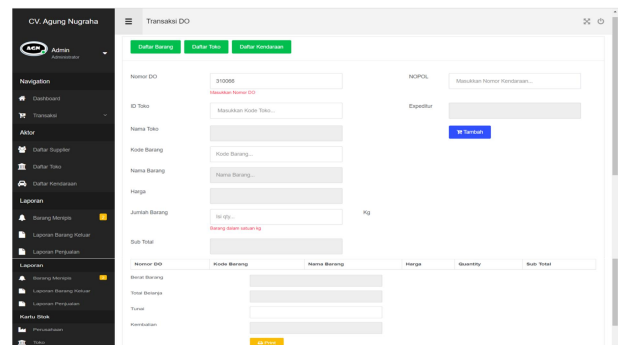 CV. Agung Nugraha
Transaksi DO
AGN
Admin
Administrator
Daftar Barang
Daftar Toko
Daftar Kendaraan
Navigation
Dashboard
Transaksi
Aktor
Daftar Supplier
Daftar Toko
Daftar Kendaraan
Laporan
Barang Menipis
Laporan Barang Keluar
Laporan Penjualan
Laporan
Barang Menipis
Laporan Barang Keluar
Laporan Penjualan
Kartu Stok
Perusahaan
Toko
Nomor DO
310066
Masukkan Nomor DO
NOPOL
Masukkan Nomor Kendaraan...
ID Toko
Masukkan Kode Toko...
Expeditur
Nama Toko
Tambah
Kode Barang
Kode Barang...
Nama Barang
Nama Barang...
Harga
Jumlah Barang
Isi qty...
Kg
Barang dalam satuan kg
Sub Total
Nomor DO Kode Barang Nama Barang Harga Quantity Sub Total
Berat Barang
Total Belanja
Tunai
Kembalian
Print